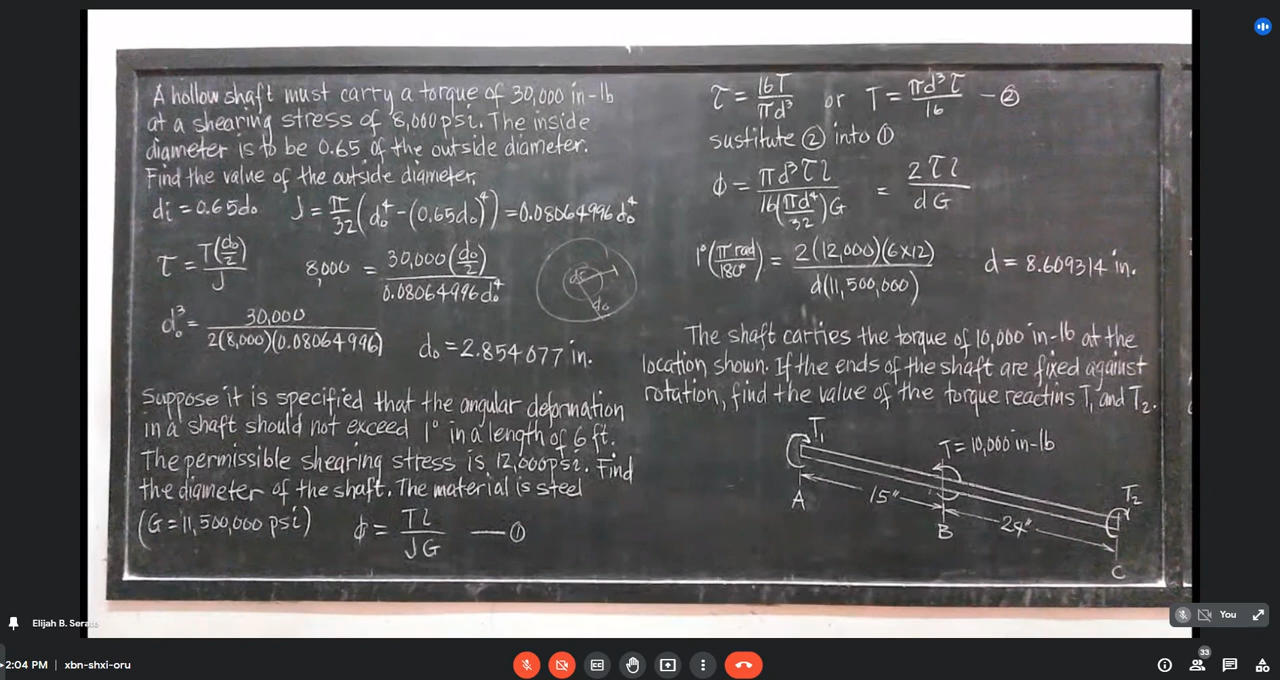 A hollow shaft must carry a torque of 30,000 in-lb
at a shearing stress of 8,000 psi. The inside
diameter is to be 0.65 of the outside diameter.
Find the value of the outside diameter.
di = 0.65do J = π/32 (do⁴ - (0.65do)⁴) = 0.08064996 do⁴
τ = T(do/2)/J 8,000 = 30,000(do/2)/0.08064996do⁴
do³ = 30,000/2(8,000)(0.08064996) do = 2.854077 in.
di
do
Suppose it is specified that the angular deformation
in a shaft should not exceed 1° in a length of 6 ft.
The permissible shearing stress is 12,000psi. Find
the diameter of the shaft. The material is steel
(G = 11,500,000 psi) ϕ = Tl/JG — ①
τ = 16T/πd³ or T = πd³τ/16 - ②
sustitute ② into ①
ϕ = πd³τl/16(πd⁴/32)G = 2τl/dG
1°(π rad/180°) = 2(12,000)(6x12)/d(11,500,000) d = 8.609314 in.
The shaft carries the torque of 10,000 in-lb at the
location shown. If the ends of the shaft are fixed against
rotation, find the value of the torque reactins T₁ and T₂.
T₁
T = 10,000 in-lb
T₂
A
15"
B
24"
C
Elijah B. Serate
You
2:04 PM | xbn-shxi-oru
33